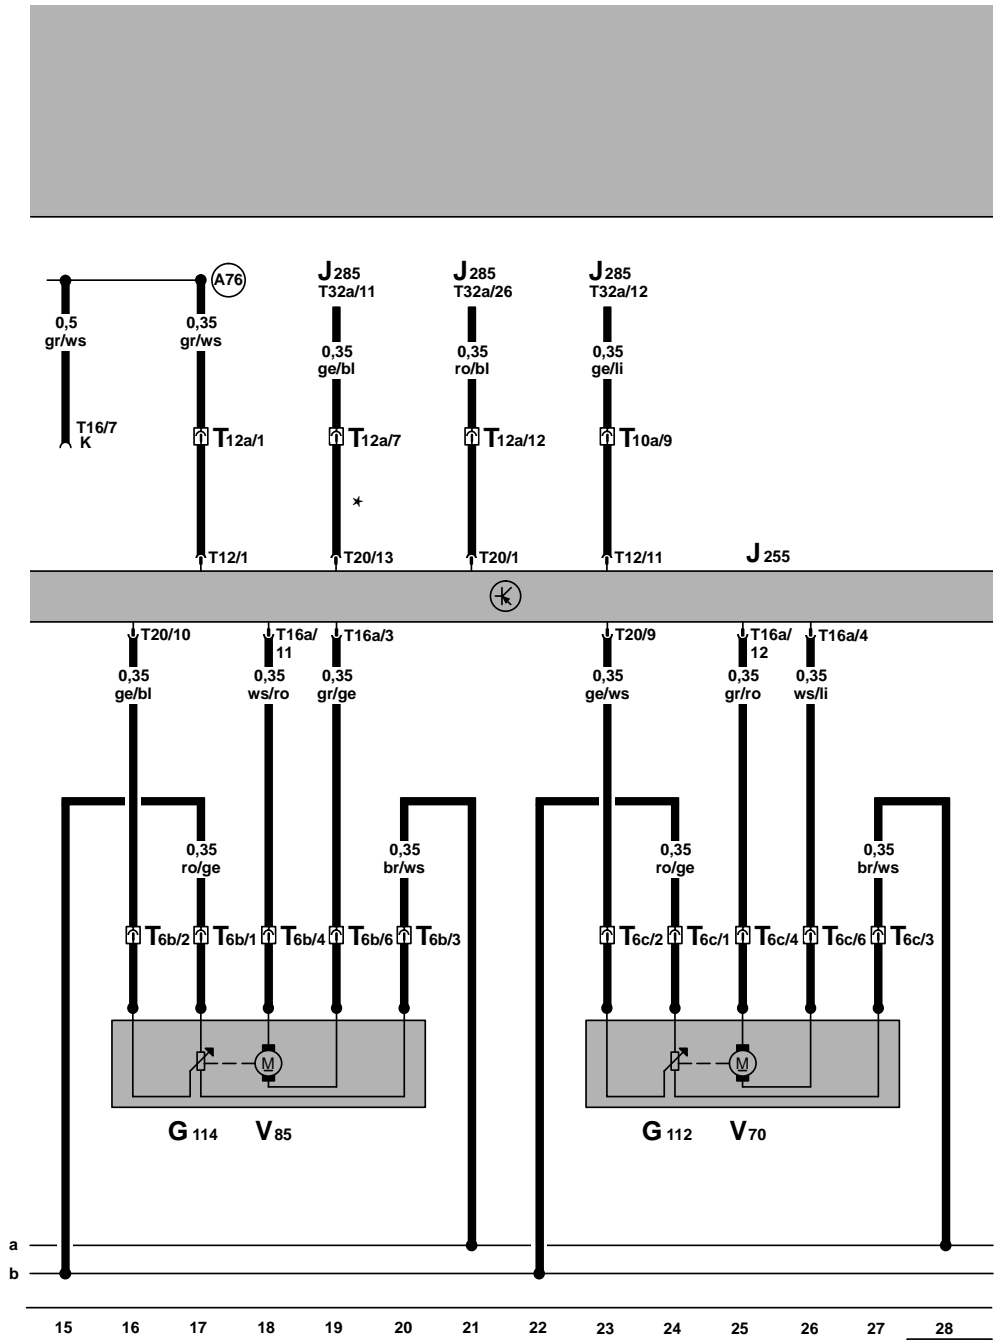 A76
J285 J285 J285
T32a/11 T32a/26 T32a/12
0,5 0,35
gr/ws gr/ws
0,35 0,35 0,35
ge/bl ro/bl ge/li
T16/7
K
T12a/1 T12a/7 T12a/12 T10a/9
T12/1 T20/13 T20/1 T12/11 J255
T20/10 T16a/11 T16a/3 T20/9 T16a/12 T16a/4
0,35 0,35 0,35 0,35 0,35 0,35
ge/bl ws/ro gr/ge ge/ws gr/ro ws/li
0,35 0,35 0,35 0,35
ro/ge br/ws ro/ge br/ws
T6b/2 T6b/1 T6b/4 T6b/6 T6b/3 T6c/2 T6c/1 T6c/4 T6c/6 T6c/3
M M
G114 V85 G112 V70
a
b
15 16 17 18 19 20 21 22 23 24 25 26 27 28